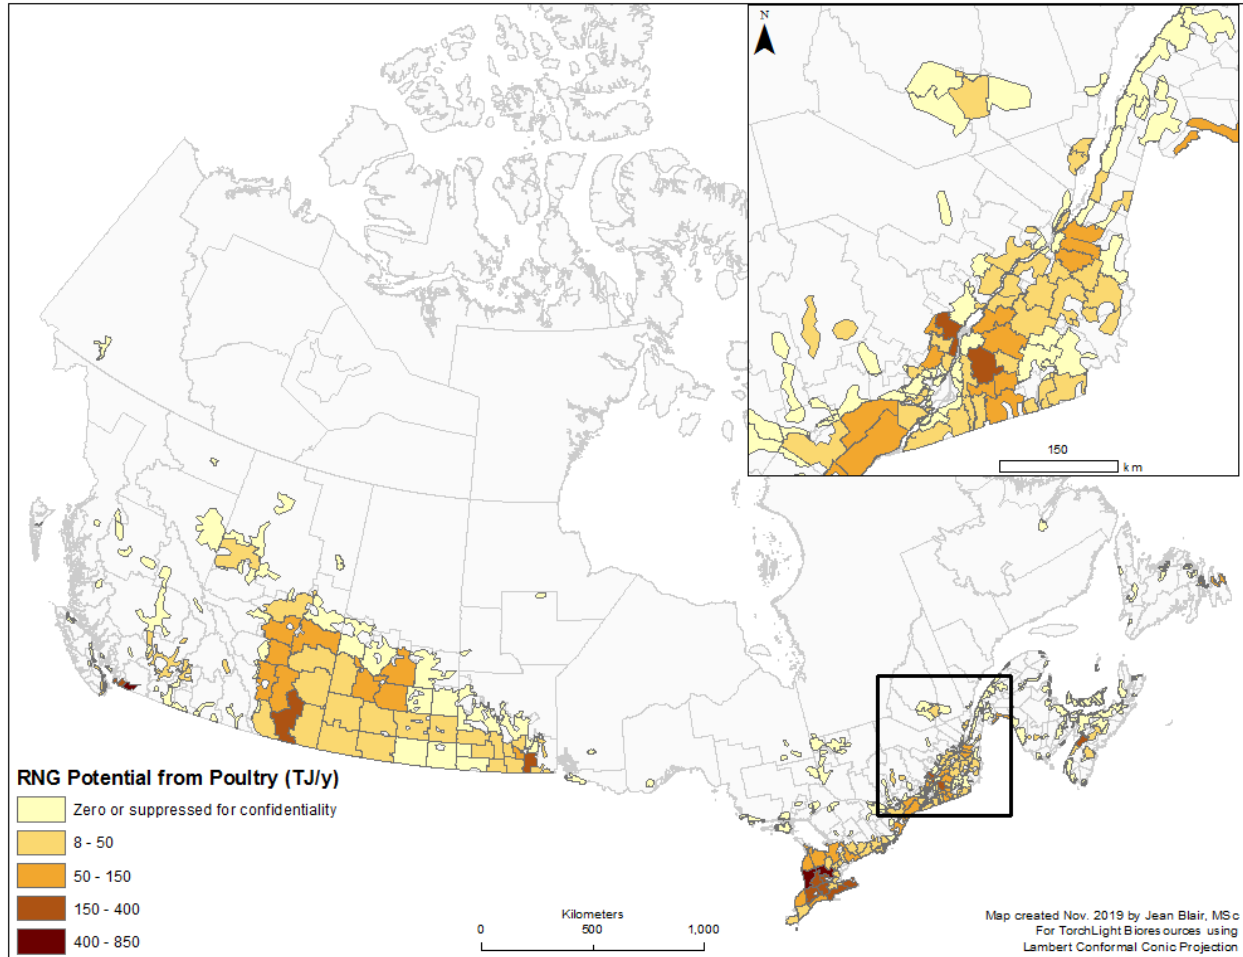 N
150
km
RNG Potential from Poultry (TJ/y)
Zero or suppressed for confidentiality
8 - 50
50 - 150
150 - 400
400 - 850
Kilometers
0 500 1,000
Map created Nov. 2019 by Jean Blair, MSc
For TorchLight Bioresources using
Lambert Conformal Conic Projection